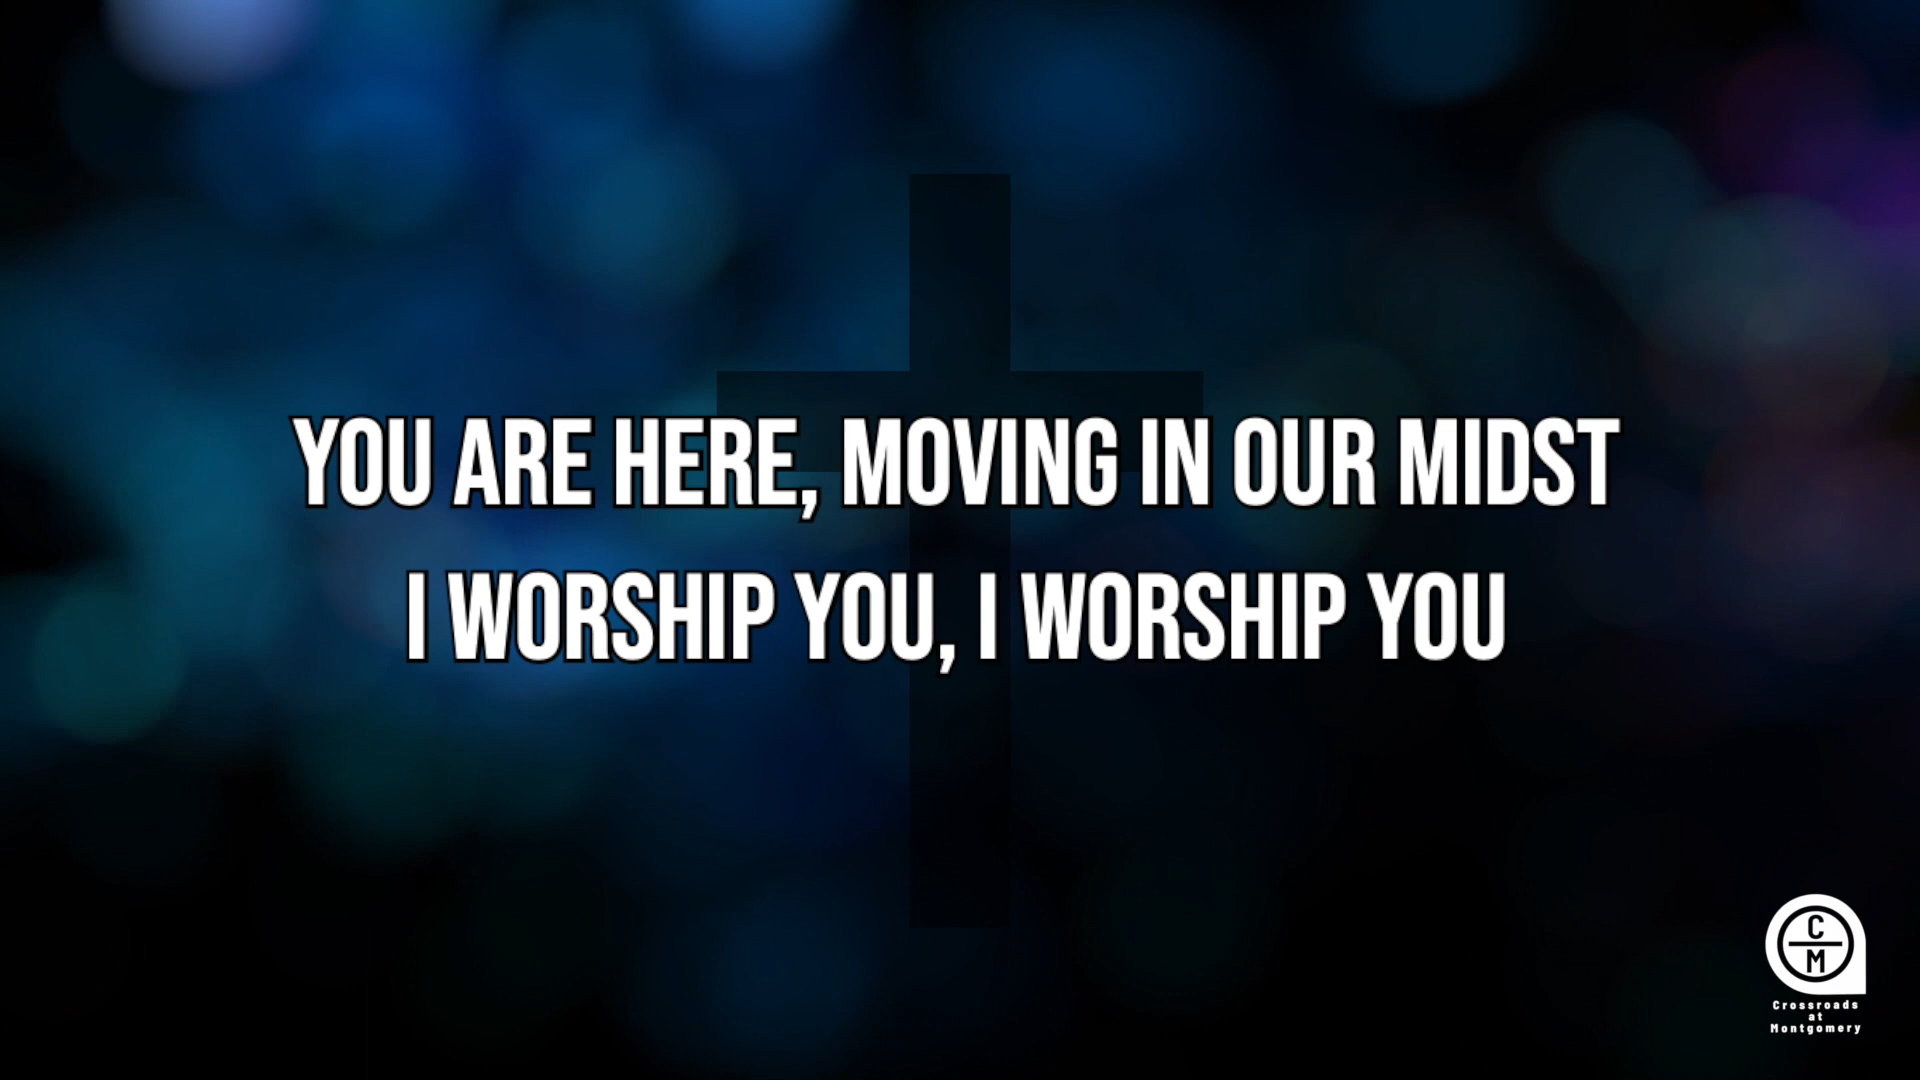 YOU ARE HERE, MOVING IN OUR MIDST
I WORSHIP YOU, I WORSHIP YOU
C
M
Crossroads
at
Montgomery